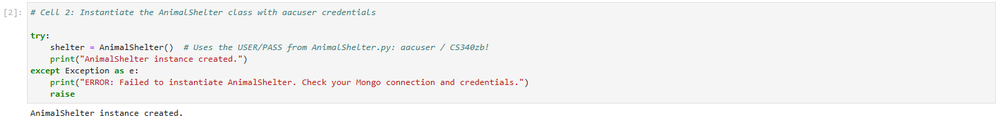 [2]: # Cell 2: Instantiate the AnimalShelter class with aacuser credentials
try:
    shelter = AnimalShelter()  # Uses the USER/PASS from AnimalShelter.py: aacuser / CS340zb!
    print("AnimalShelter instance created.")
except Exception as e:
    print("ERROR: Failed to instantiate AnimalShelter. Check your Mongo connection and credentials.")
    raise
AnimalShelter instance created.